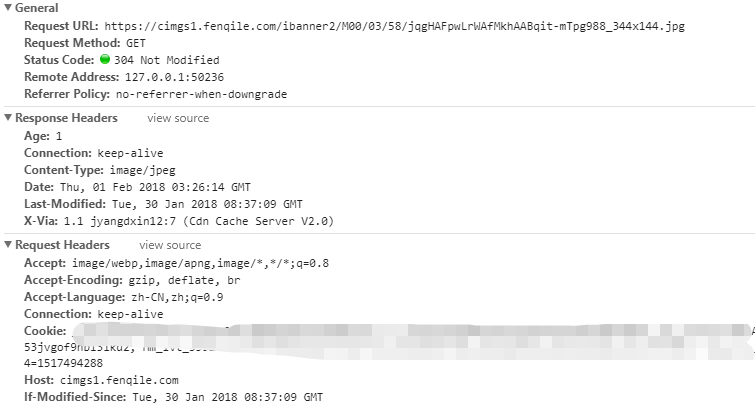 General
Request URL: https://cimgs1.fenqile.com/ibanner2/M00/03/58/jqgHAFpwLrWAfMkhAABqit-mTpg988_344x144.jpg
Request Method: GET
Status Code: 304 Not Modified
Remote Address: 127.0.0.1:50236
Referrer Policy: no-referrer-when-downgrade
Response Headers view source
Age: 1
Connection: keep-alive
Content-Type: image/jpeg
Date: Thu, 01 Feb 2018 03:26:14 GMT
Last-Modified: Tue, 30 Jan 2018 08:37:09 GMT
X-Via: 1.1 jyangdxin12:7 (Cdn Cache Server V2.0)
Request Headers view source
Accept: image/webp,image/apng,image/*,*/*;q=0.8
Accept-Encoding: gzip, deflate, br
Accept-Language: zh-CN,zh;q=0.9
Connection: keep-alive
Cookie:
4=1517494288
Host: cimgs1.fenqile.com
If-Modified-Since: Tue, 30 Jan 2018 08:37:09 GMT